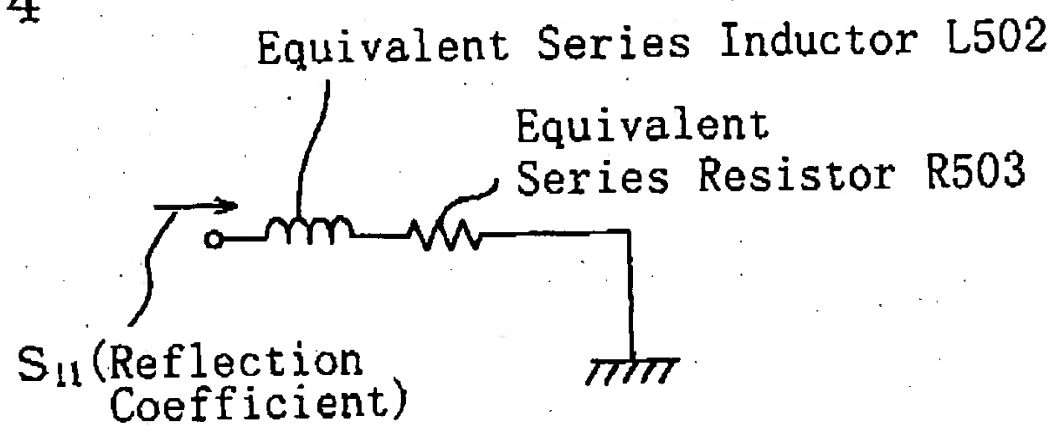 4
Equivalent Series Inductor L502
Equivalent
Series Resistor R503
S₁₁(Reflection
Coefficient)